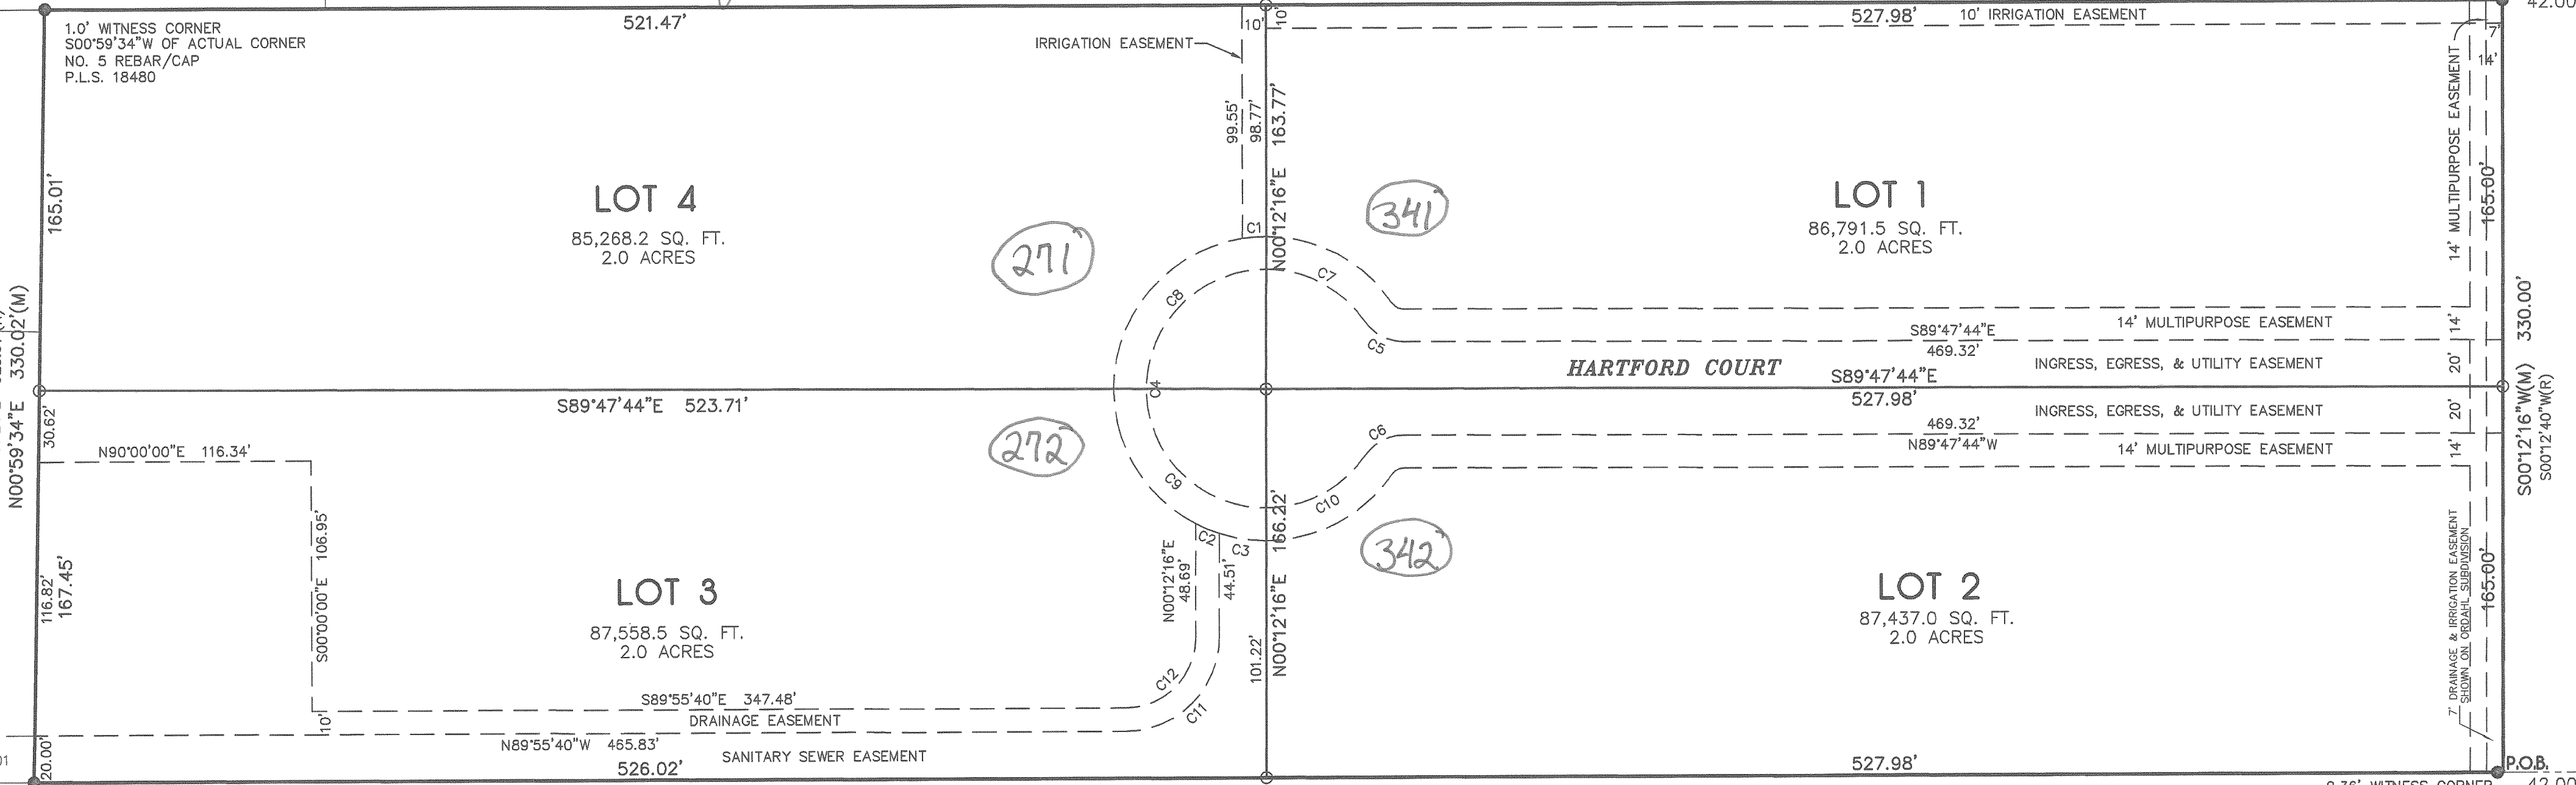 1.0' WITNESS CORNER
S00°59'34"W OF ACTUAL CORNER
NO. 5 REBAR/CAP
P.L.S. 18480
521.47'
IRRIGATION EASEMENT
10'
10'
527.98'
10' IRRIGATION EASEMENT
42.00
7'
14'
14' MULTIPURPOSE EASEMENT
165.01'
99.55'
98.77'
N00°12'16"E 163.77'
165.00'
LOT 4
85,268.2 SQ. FT.
2.0 ACRES
271
341
LOT 1
86,791.5 SQ. FT.
2.0 ACRES
C1
C7
C8
C5
C4
14' MULTIPURPOSE EASEMENT
14'
S89°47'44"E
469.32'
INGRESS, EGRESS, & UTILITY EASEMENT
20'
HARTFORD COURT
S89°47'44"E
527.98'
N00°59'34"E 330.02'(M)
S00°12'16"W(M) 330.00'
S00°12'40"W(R)
S89°47'44"E 523.71'
30.62'
N90°00'00"E 116.34'
272
C6
C9
C10
INGRESS, EGRESS, & UTILITY EASEMENT
20'
469.32'
N89°47'44"W
14' MULTIPURPOSE EASEMENT
14'
342
C2
C3
N00°12'16"E
48.69'
44.51'
N00°12'16"E 166.22'
101.22'
S00°00'00"E 106.95'
116.82'
167.45'
LOT 3
87,558.5 SQ. FT.
2.0 ACRES
LOT 2
87,437.0 SQ. FT.
2.0 ACRES
165.00'
7' DRAINAGE & IRRIGATION EASEMENT
SHOWN ON ORDAHL SUBDIVISION
C12
C11
S89°55'40"E 347.48'
DRAINAGE EASEMENT
10'
N89°55'40"W 465.83'
SANITARY SEWER EASEMENT
20.00'
526.02'
527.98'
P.O.B.
01